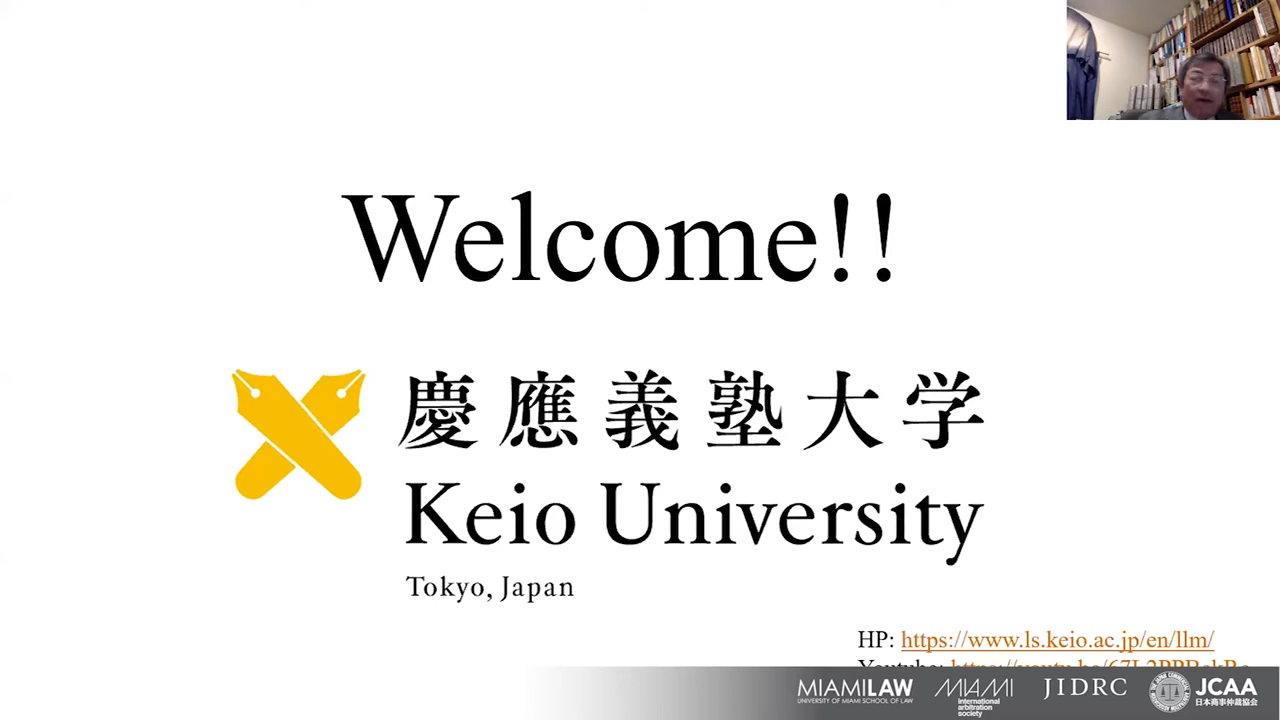 Welcome!!
慶應義塾大学
Keio University
Tokyo, Japan
HP: https://www.ls.keio.ac.jp/en/llm/
Youtube:
MIAMILAW
UNIVERSITY OF MIAMI SCHOOL OF LAW
MIAMI
international
arbitration
society
JIDRC
JCAA
日本商事仲裁協会